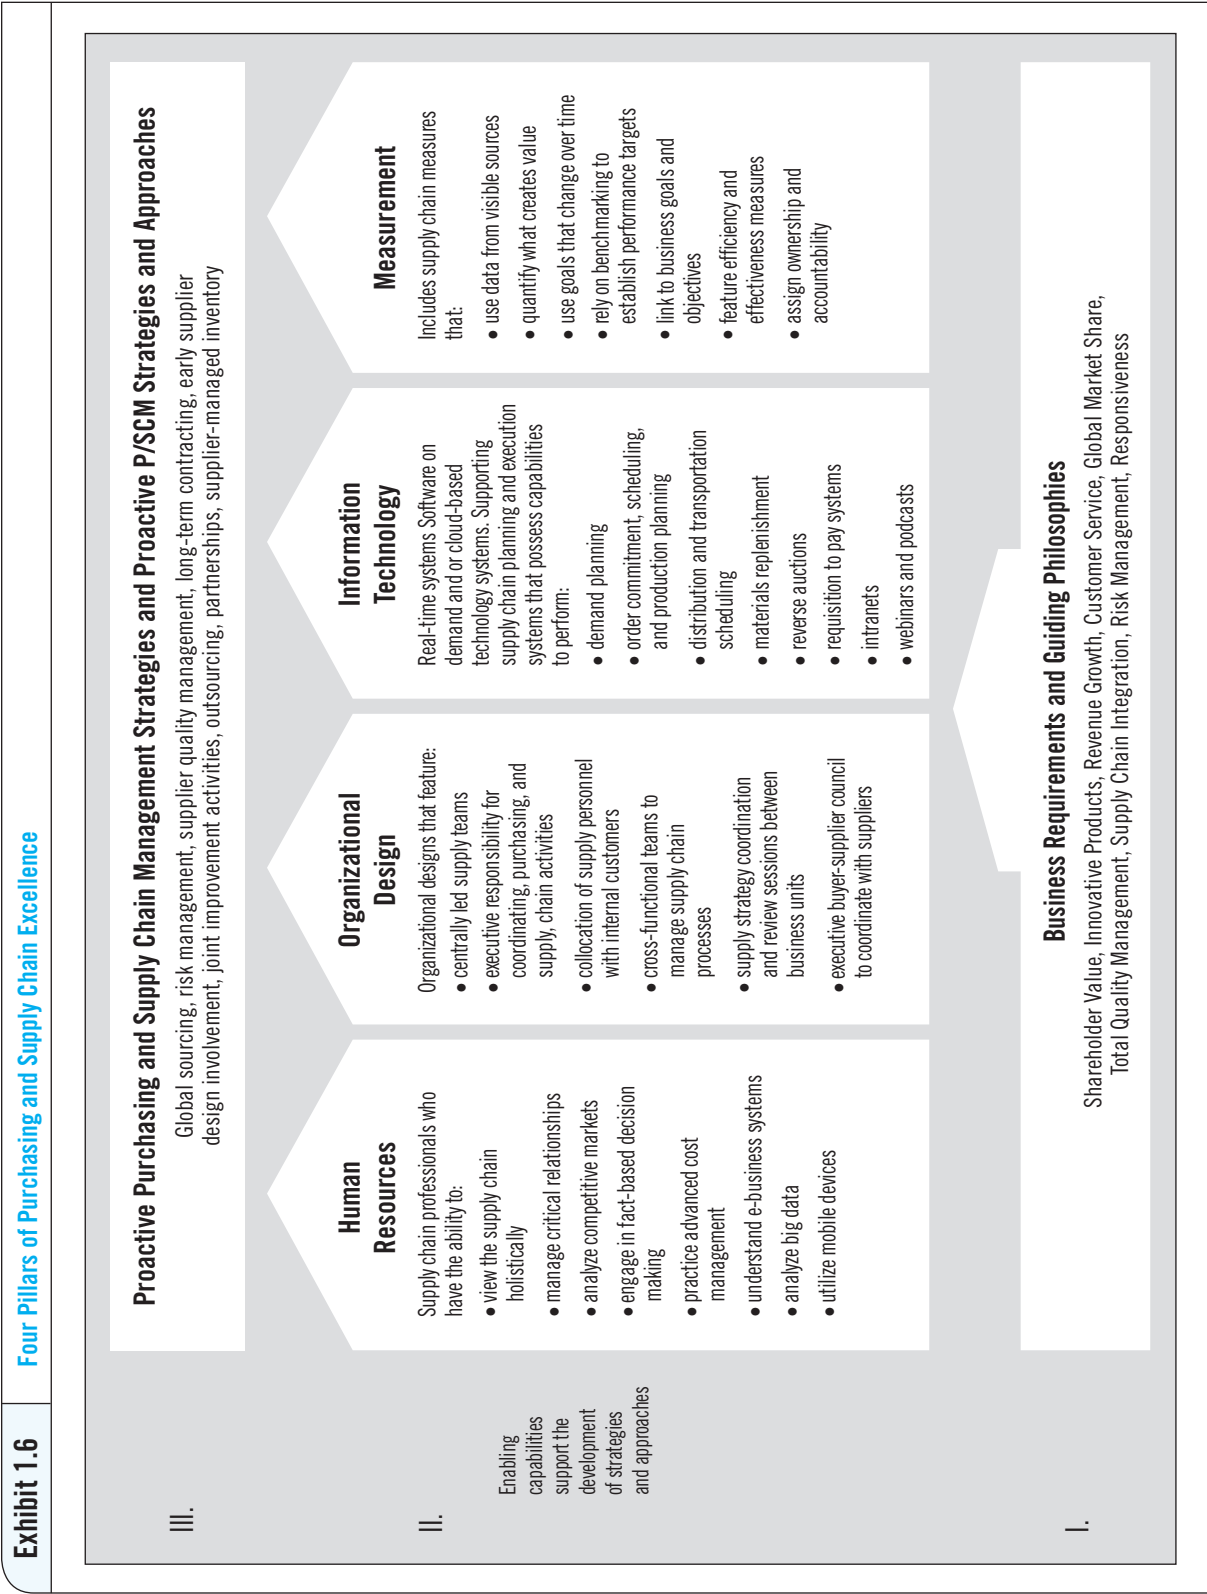 Exhibit 1.6
Four Pillars of Purchasing and Supply Chain Excellence
III.
Proactive Purchasing and Supply Chain Management Strategies and Proactive P/SCM Strategies and Approaches
Global sourcing, risk management, supplier quality management, long-term contracting, early supplier
design involvement, joint improvement activities, outsourcing, partnerships, supplier-managed inventory
II.
Enabling
capabilities
support the
development
of strategies
and approaches
Human
Resources
Supply chain professionals who
have the ability to:
• view the supply chain
holistically
• manage critical relationships
• analyze competitive markets
• engage in fact-based decision
making
• practice advanced cost
management
• understand e-business systems
• analyze big data
• utilize mobile devices
Organizational
Design
Organizational designs that feature:
• centrally led supply teams
• executive responsibility for
coordinating, purchasing, and
supply, chain activities
• collocation of supply personnel
with internal customers
• cross-functional teams to
manage supply chain
processes
• supply strategy coordination
and review sessions between
business units
• executive buyer-supplier council
to coordinate with suppliers
Information
Technology
Real-time systems Software on
demand and or cloud-based
technology systems. Supporting
supply chain planning and execution
systems that possess capabilities
to perform:
• demand planning
• order commitment, scheduling,
and production planning
• distribution and transportation
scheduling
• materials replenishment
• reverse auctions
• requisition to pay systems
• intranets
• webinars and podcasts
Measurement
Includes supply chain measures
that:
• use data from visible sources
• quantify what creates value
• use goals that change over time
• rely on benchmarking to
establish performance targets
• link to business goals and
objectives
• feature efficiency and
effectiveness measures
• assign ownership and
accountability
I.
Business Requirements and Guiding Philosophies
Shareholder Value, Innovative Products, Revenue Growth, Customer Service, Global Market Share,
Total Quality Management, Supply Chain Integration, Risk Management, Responsiveness